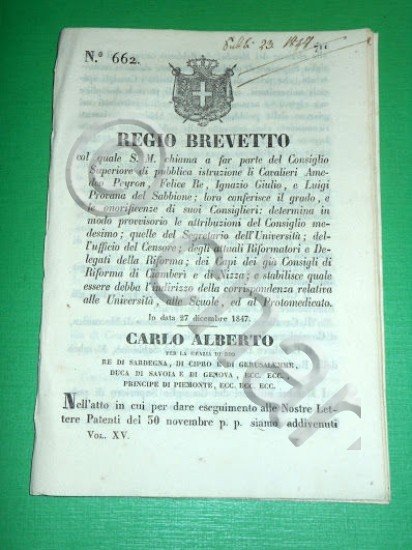 Pubbl: 23. 1847
N.º 662.
REGIO BREVETTO
col quale S. M. chiama a far parte del Consiglio
Superiore di pubblica istruzione li Cavalieri Ame-
deo Peyron, Felice Re, Ignazio Giulio, e Luigi
Provana del Sabbione; loro conferisce il grado, e
le onorificenze di suoi Consiglieri: determina in
modo provvisorio le attribuzioni del Consiglio me-
desimo; quelle del Segretario dell'Università; del-
l'ufficio del Censore; degli attuali Riformatori e De-
legati della Riforma; dei Capi dei già Consigli di
Riforma di Ciamberì e di Nizza; e stabilisce quale
essere debba l'indirizzo della corrispondenza relativa
alle Università, alle Scuole, ed al Protomedicato.
In data 27 dicembre 1847.
CARLO ALBERTO
PER LA GRAZIA DI DIO
RE DI SARDEGNA, DI CIPRO E DI GERUSALEMME,
DUCA DI SAVOIA E DI GENOVA, ECC. ECC.
PRINCIPE DI PIEMONTE, ECC. ECC. ECC.
Nell'atto in cui per dare eseguimento alle Nostre Let-
tere Patenti del 30 novembre p. p. siamo addivenuti
VOL. XV.